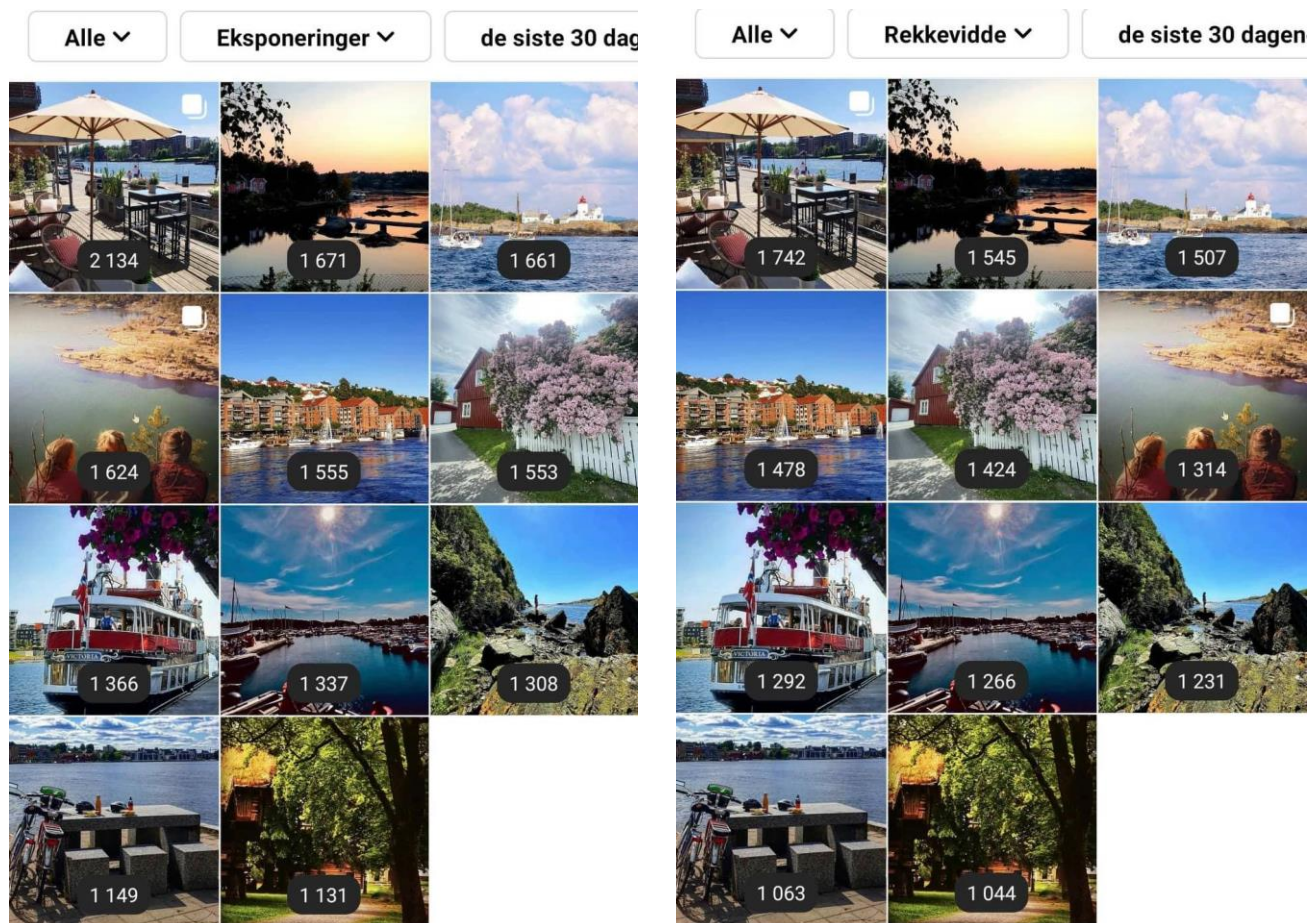 Alle Eksponeringer de siste 30 dag
2 134 1 671 1 661
1 624 1 555 1 553
VICTORIA
1 366 1 337 1 308
1 149 1 131
Alle Rekkevidde de siste 30 dagen
1 742 1 545 1 507
1 478 1 424 1 314
VICTORIA
1 292 1 266 1 231
1 063 1 044